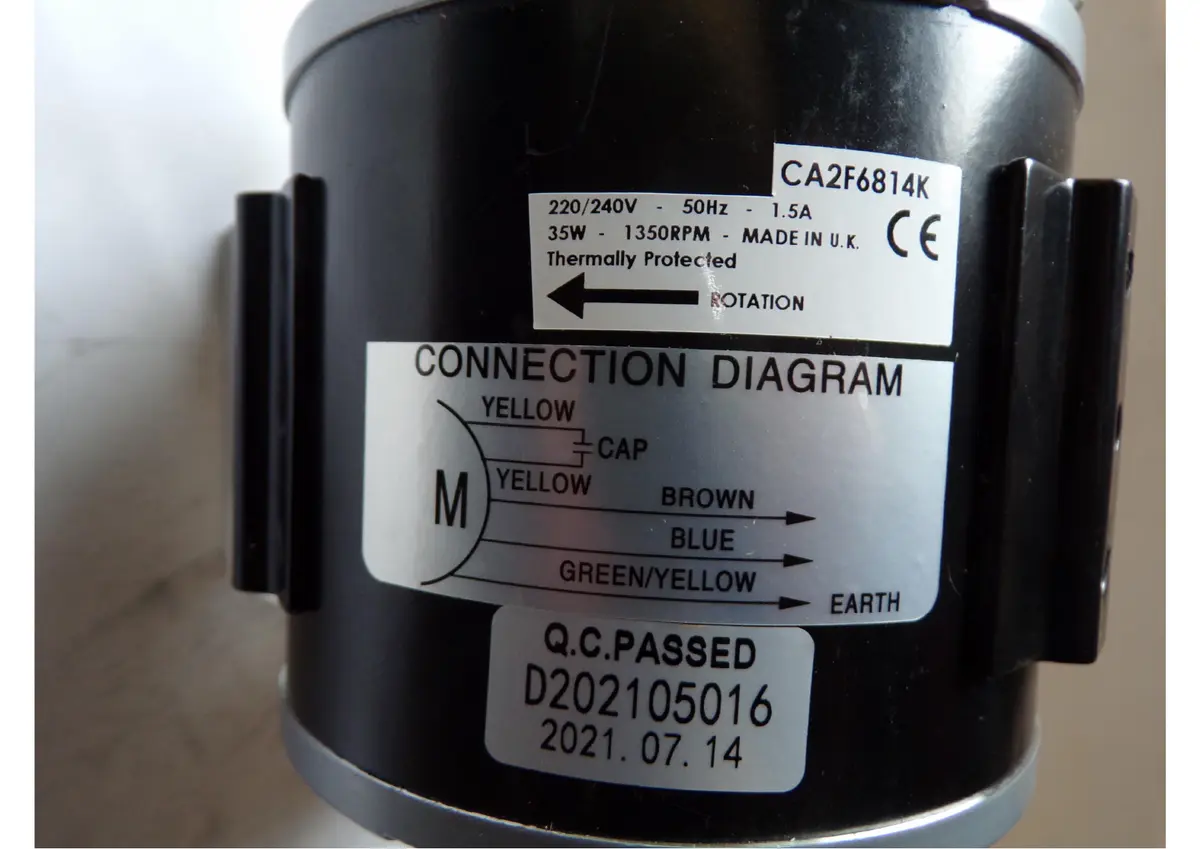 CA2F6814K
220/240V - 50Hz - 1.5A
35W - 1350RPM - MADE IN U.K. CE
Thermally Protected
ROTATION
CONNECTION DIAGRAM
YELLOW
CAP
YELLOW
M
BROWN
BLUE
GREEN/YELLOW
EARTH
Q.C.PASSED
D202105016
2021.07.14